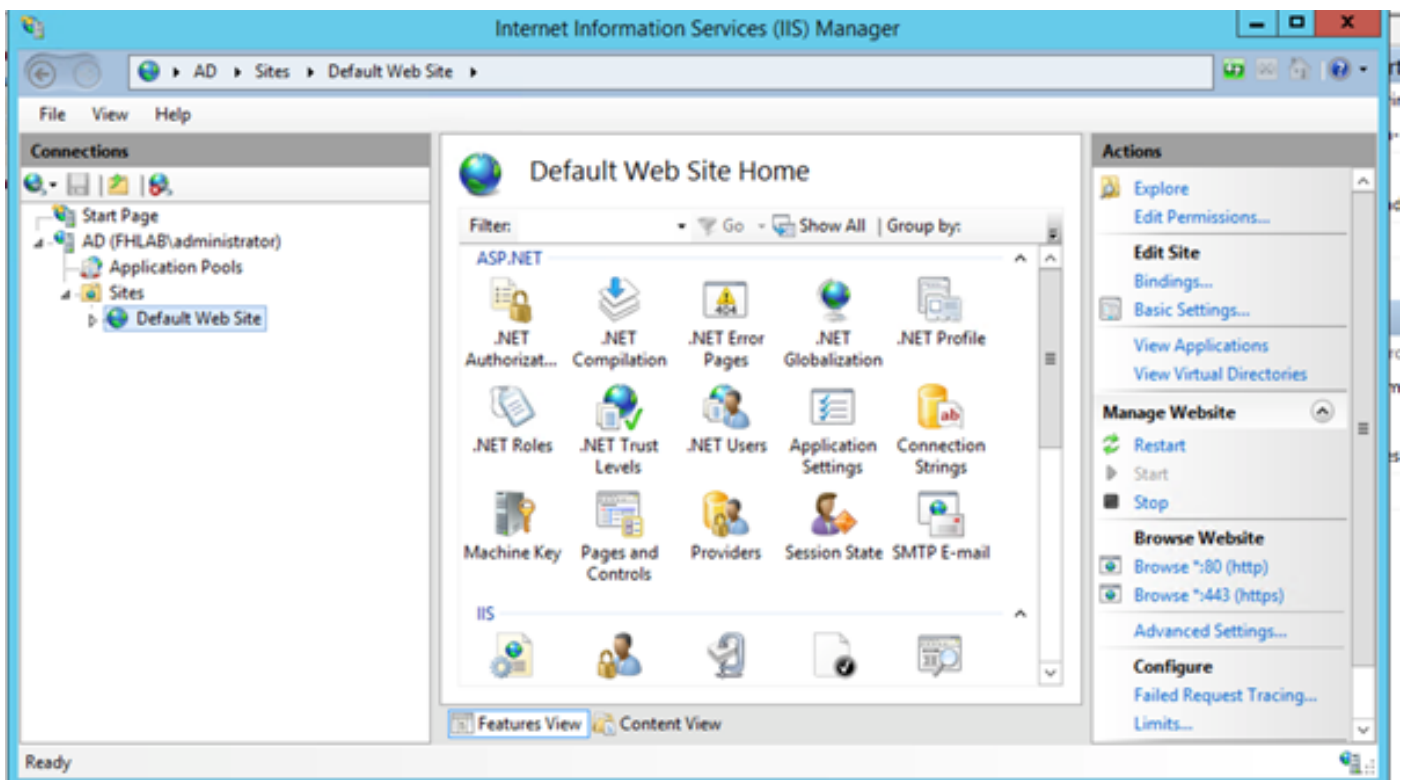 Internet Information Services (IIS) Manager
AD Sites Default Web Site
File View Help
Connections
Start Page
AD (FHLAB\administrator)
Application Pools
Sites
Default Web Site
Default Web Site Home
Filter: Go Show All Group by:
ASP.NET
.NET Authorizat...
.NET Compilation
.NET Error Pages
.NET Globalization
.NET Profile
.NET Roles
.NET Trust Levels
.NET Users
Application Settings
Connection Strings
Machine Key
Pages and Controls
Providers
Session State
SMTP E-mail
IIS
Features View Content View
Actions
Explore
Edit Permissions...
Edit Site
Bindings...
Basic Settings...
View Applications
View Virtual Directories
Manage Website
Restart
Start
Stop
Browse Website
Browse *:80 (http)
Browse *:443 (https)
Advanced Settings...
Configure
Failed Request Tracing...
Limits...
Ready